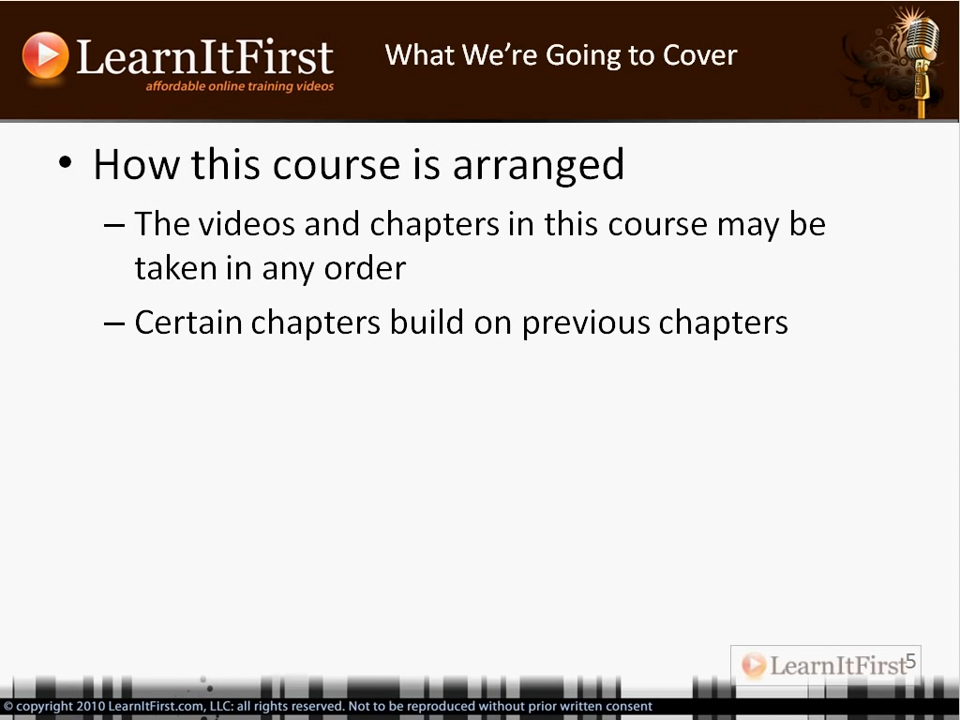 LearnItFirst
affordable online training videos
What We’re Going to Cover
• How this course is arranged
– The videos and chapters in this course may be
taken in any order
– Certain chapters build on previous chapters
LearnItFirst
5
© copyright 2010 LearnItFirst.com, LLC: all rights reserved. Not to be reproduced without prior written consent